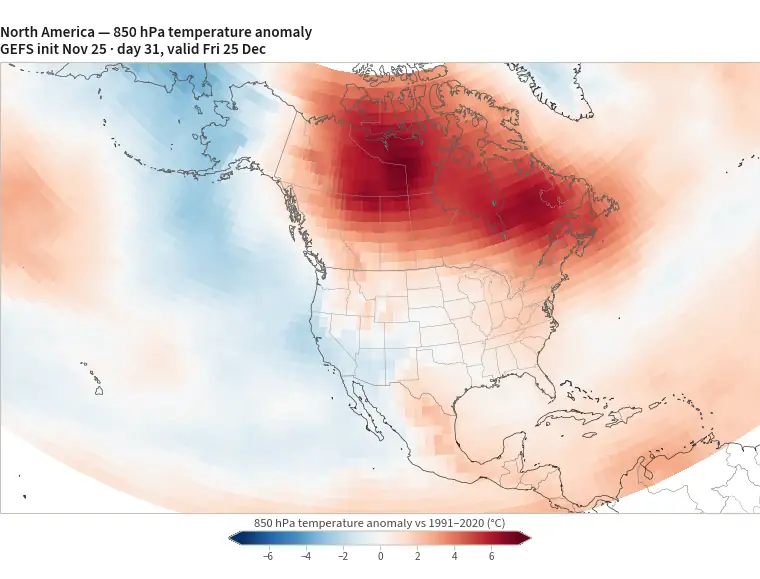 North America — 850 hPa temperature anomaly
GEFS init Nov 25 · day 31, valid Fri 25 Dec
850 hPa temperature anomaly vs 1991–2020 (°C)
−6 −4 −2 0 2 4 6